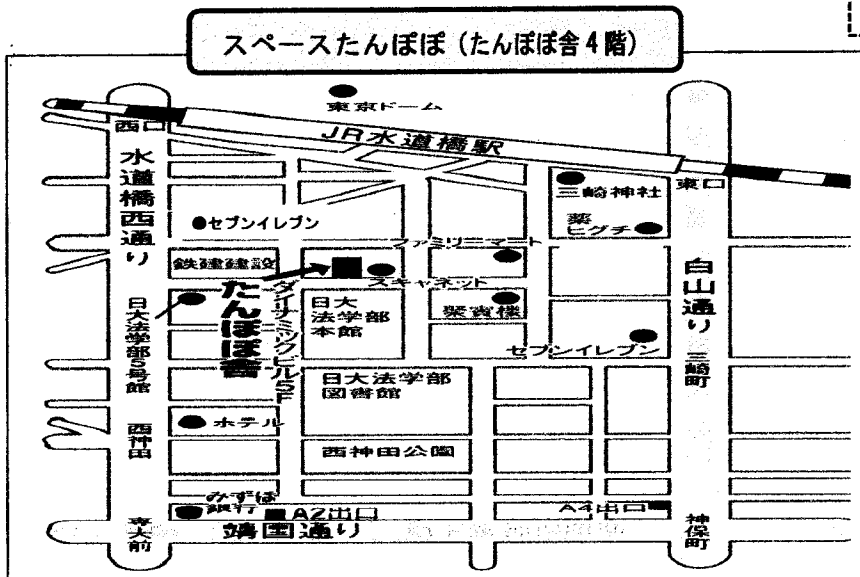 スペースたんぽぽ(たんぽぽ舎4階)
東京ドーム
JR水道橋駅
西口
水道橋西通り
東口
三崎神社
薬
ヒグチ
セブンイレブン
ファミリーマート
鉄建建設
スキャネット
たんぽぽ舎
ダイナミックビル5F
日大法学部5号館
日大
法学部
本館
紫賓楼
白山通り
セブンイレブン
三崎町
日大法学部
図書館
西神田
ホテル
西神田公園
みずほ
銀行
A2出口
A4出口
専大前
靖国通り
神保町